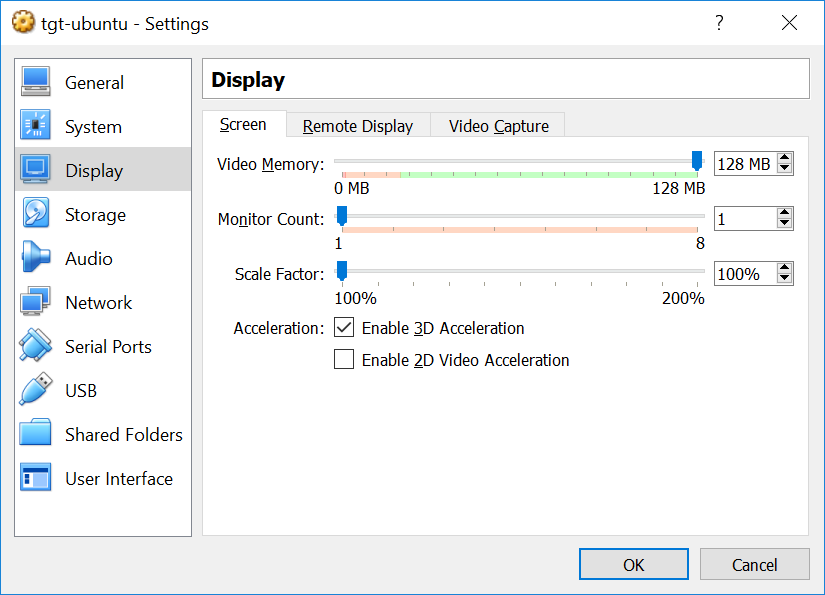 tgt-ubuntu - Settings
?
General
System
Display
Storage
Audio
Network
Serial Ports
USB
Shared Folders
User Interface
Display
Screen Remote Display Video Capture
Video Memory: 128 MB
0 MB 128 MB
Monitor Count: 1
1 8
Scale Factor: 100%
100% 200%
Acceleration: Enable 3D Acceleration
Enable 2D Video Acceleration
OK Cancel